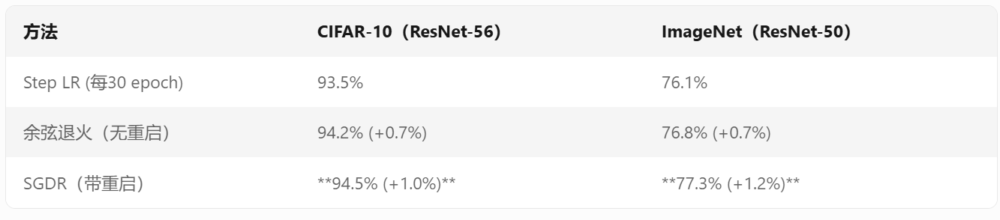 方法 CIFAR-10（ResNet-56） ImageNet（ResNet-50）
Step LR (每30 epoch) 93.5% 76.1%
余弦退火（无重启） 94.2% (+0.7%) 76.8% (+0.7%)
SGDR（带重启） **94.5% (+1.0%)** **77.3% (+1.2%)**